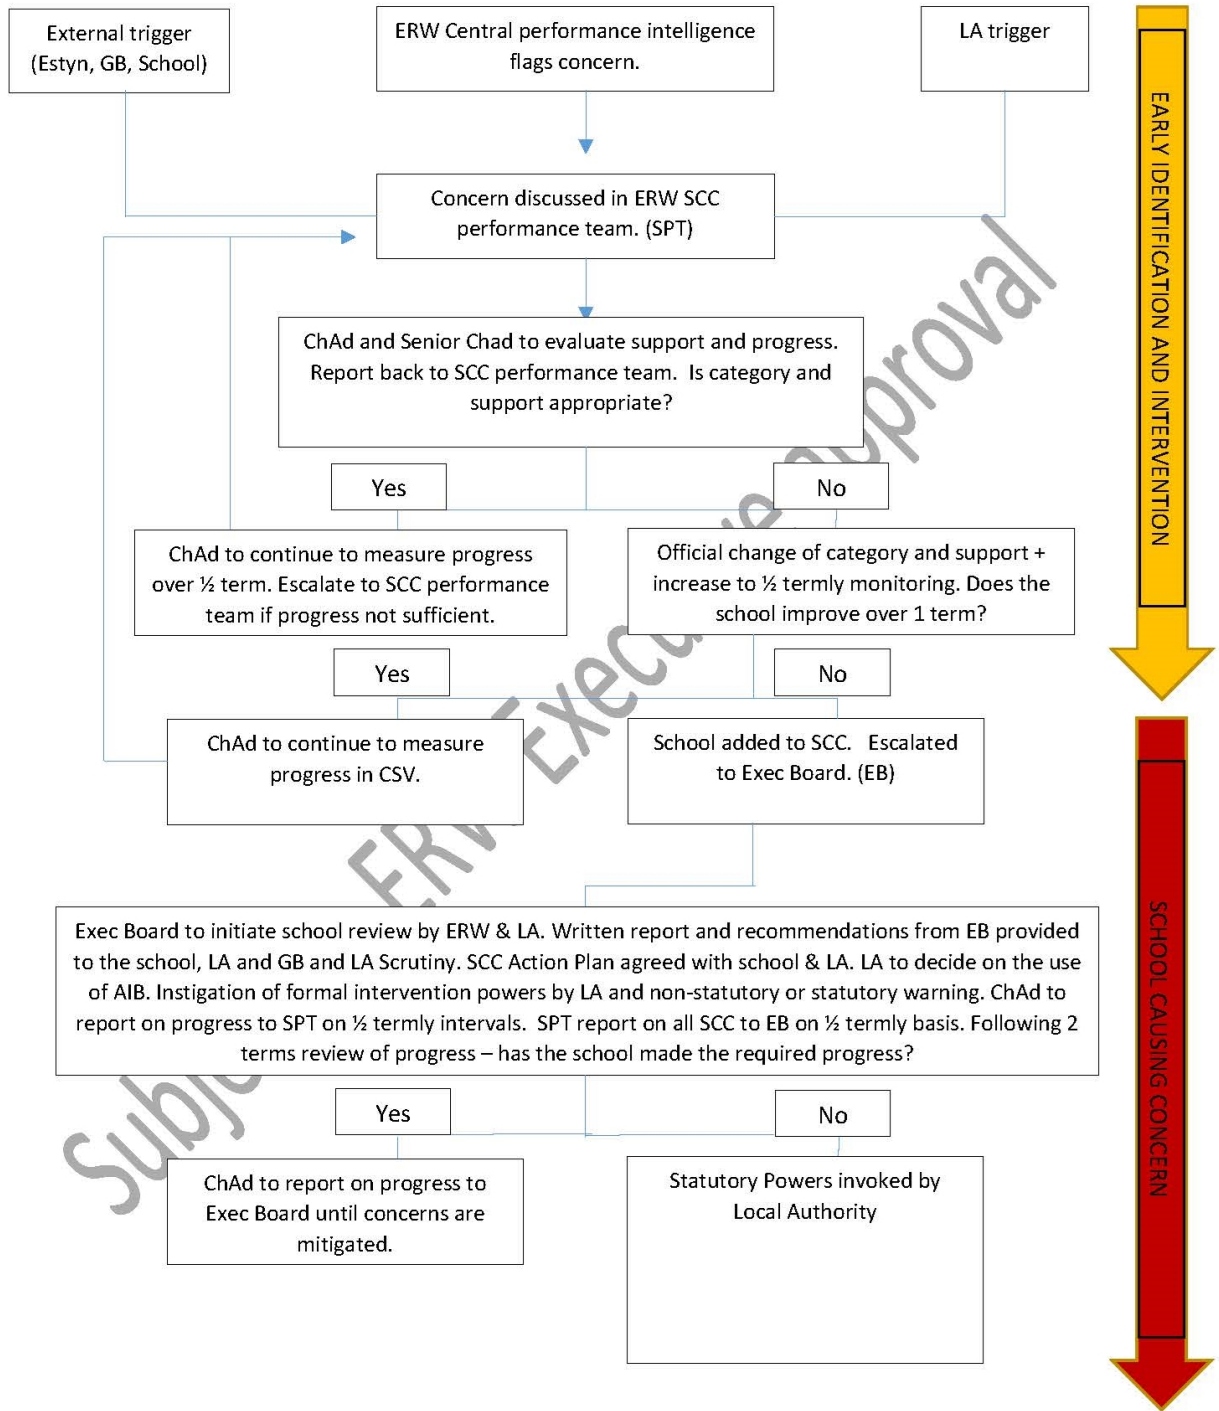 External trigger
(Estyn, GB, School)
ERW Central performance intelligence
flags concern.
LA trigger
Concern discussed in ERW SCC
performance team. (SPT)
ChAd and Senior Chad to evaluate support and progress.
Report back to SCC performance team.  Is category and
support appropriate?
Yes
No
ChAd to continue to measure progress
over ½ term. Escalate to SCC performance
team if progress not sufficient.
Official change of category and support +
increase to ½ termly monitoring. Does the
school improve over 1 term?
Yes
No
ChAd to continue to measure
progress in CSV.
School added to SCC.   Escalated
to Exec Board. (EB)
Exec Board to initiate school review by ERW & LA. Written report and recommendations from EB provided
to the school, LA and GB and LA Scrutiny. SCC Action Plan agreed with school & LA. LA to decide on the use
of AIB. Instigation of formal intervention powers by LA and non-statutory or statutory warning. ChAd to
report on progress to SPT on ½ termly intervals.  SPT report on all SCC to EB on ½ termly basis. Following 2
terms review of progress – has the school made the required progress?
Yes
No
ChAd to report on progress to
Exec Board until concerns are
mitigated.
Statutory Powers invoked by
Local Authority
EARLY IDENTIFICATION AND INTERVENTION
SCHOOL CAUSING CONCERN
ERW